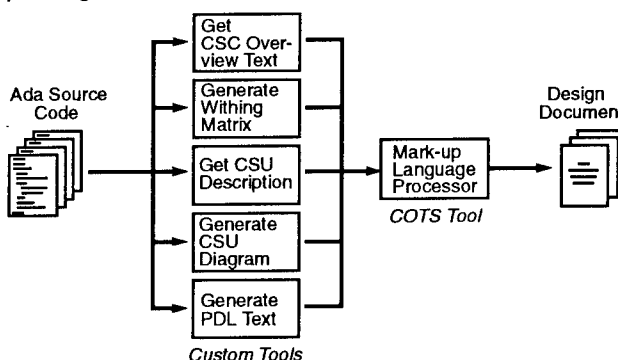 Get
CSC Over-
view Text
Ada Source
Code
Generate
Withing
Matrix
Get CSU
Description
Generate
CSU
Diagram
Generate
PDL Text
Custom Tools
Mark-up
Language
Processor
COTS Tool
Design
Documen